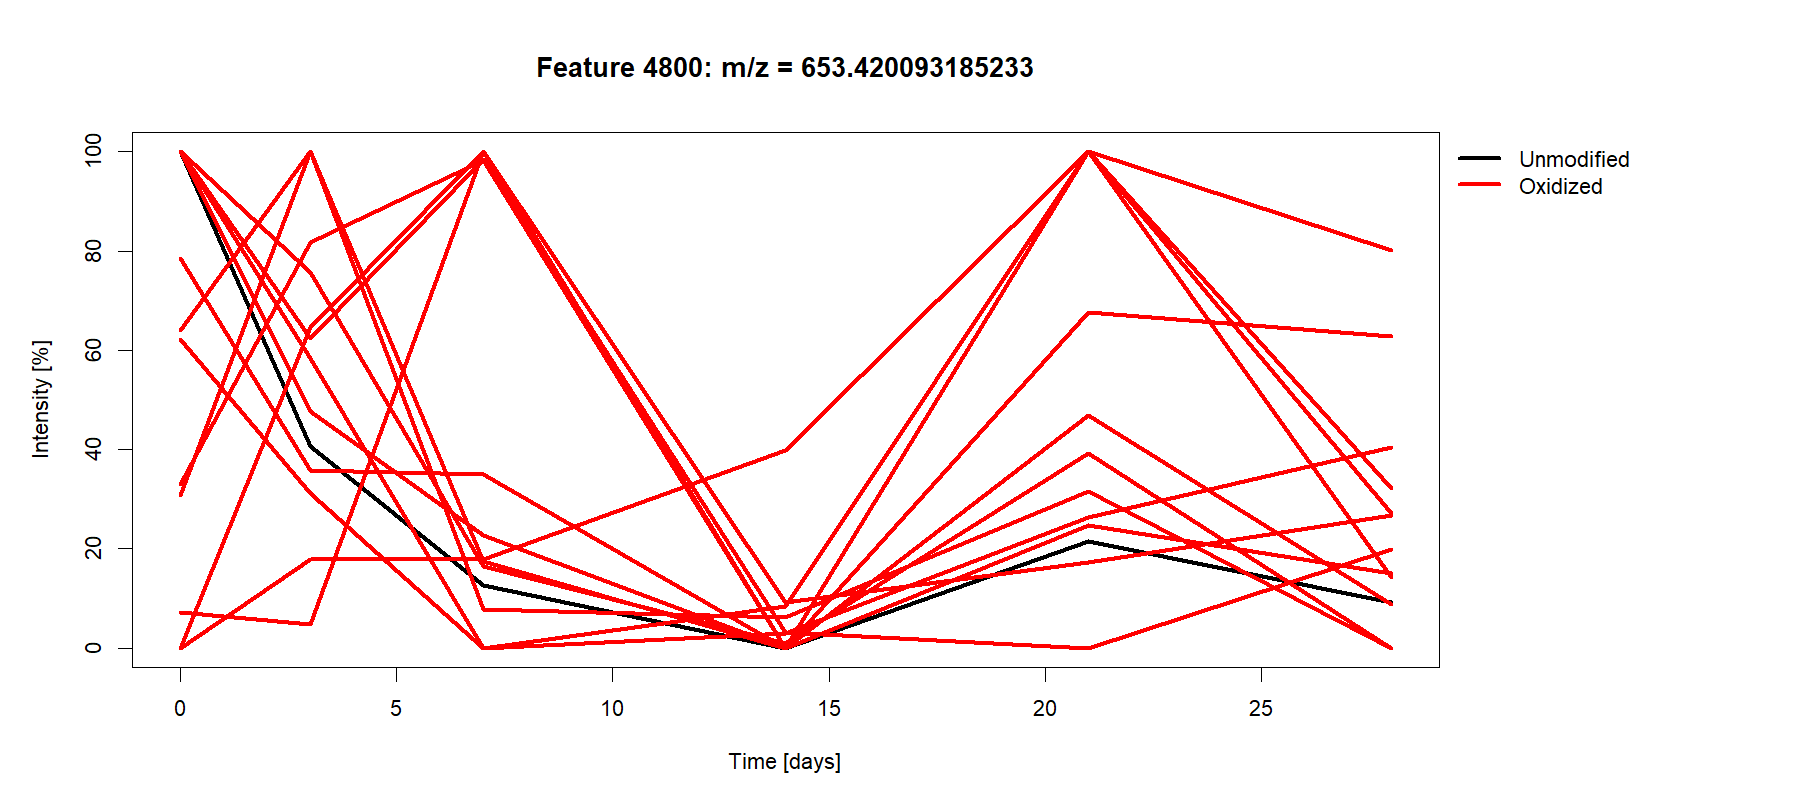 Feature 4800: m/z = 653.420093185233
Unmodified
Oxidized
Intensity [%]
100
80
60
40
20
0
0 5 10 15 20 25
Time [days]